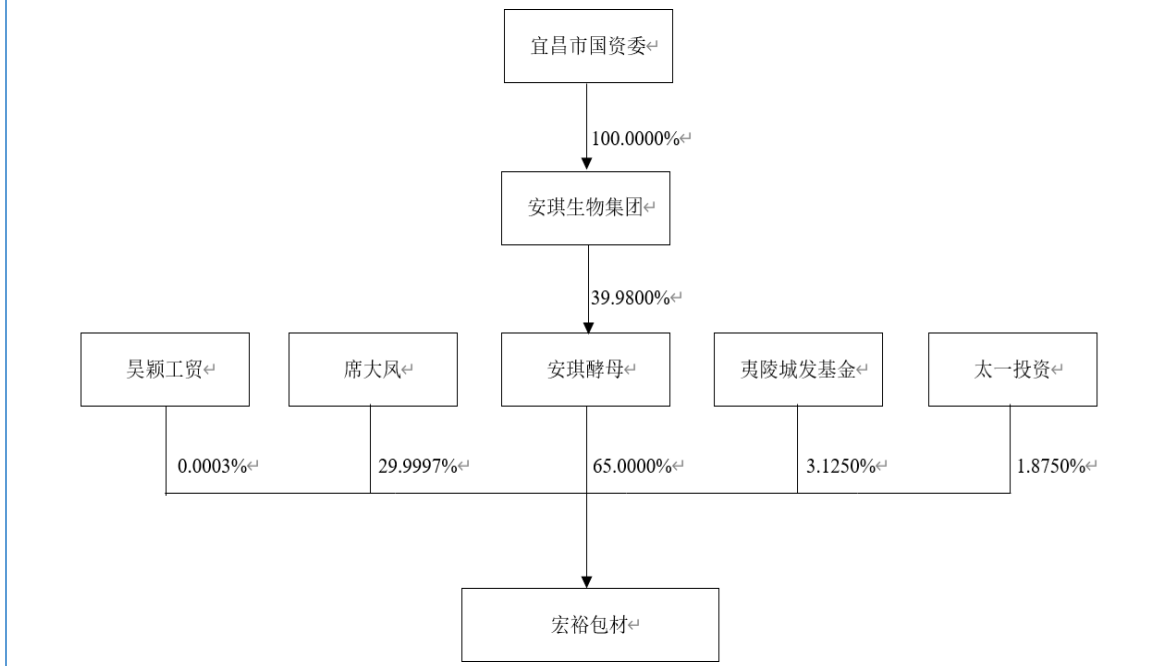 宜昌市国资委↵
100.0000%↵
安琪生物集团↵
39.9800%↵
昊颖工贸↵
席大凤↵
安琪酵母↵
夷陵城发基金↵
太一投资↵
0.0003%↵
29.9997%↵
65.0000%↵
3.1250%↵
1.8750%↵
宏裕包材↵